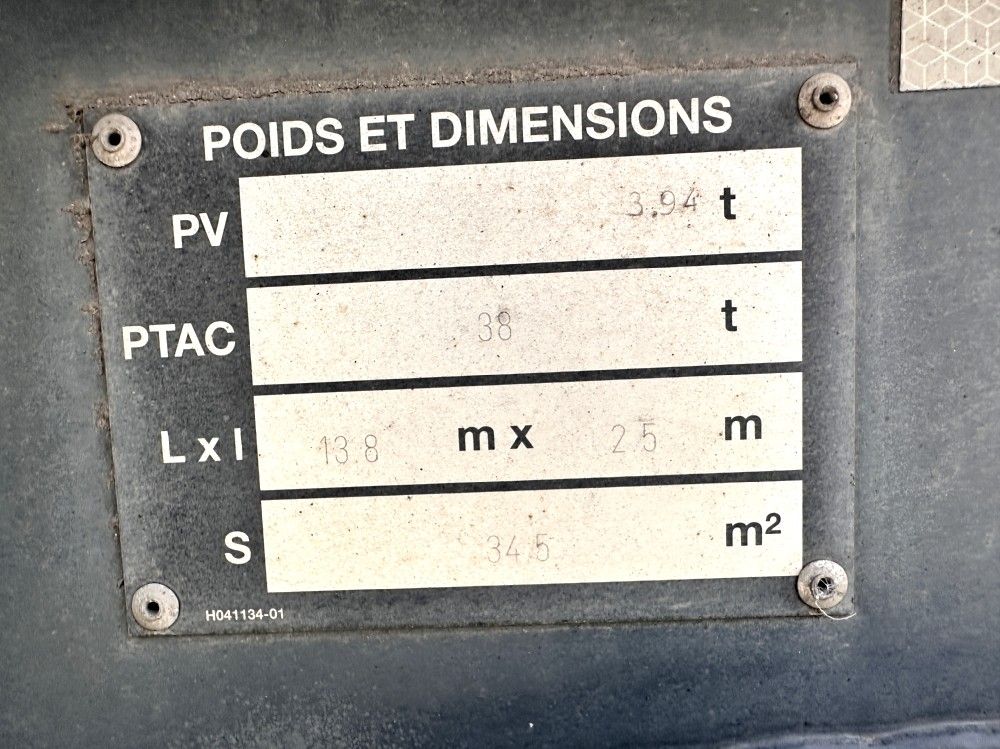 POIDS ET DIMENSIONS
PV 3.94 t
PTAC 38 t
L x l 13 8 m x 2 5 m
S 34 5 m²
H041134-01